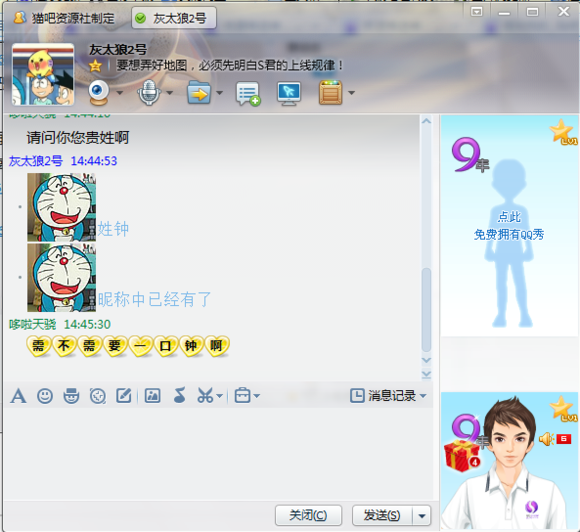 猫吧资源社制定
灰太狼2号
灰太狼2号
要想弄好地图，必须先明白S君的上线规律！
哆啦天骁 14:44:16
请问你您贵姓啊
灰太狼2号 14:44:53
姓钟
昵称中已经有了
哆啦天骁 14:45:30
需不需要一口钟啊
消息记录
关闭(C)
发送(S)
LV1
9年
点此
免费拥有QQ秀
LV1
9年
4
6